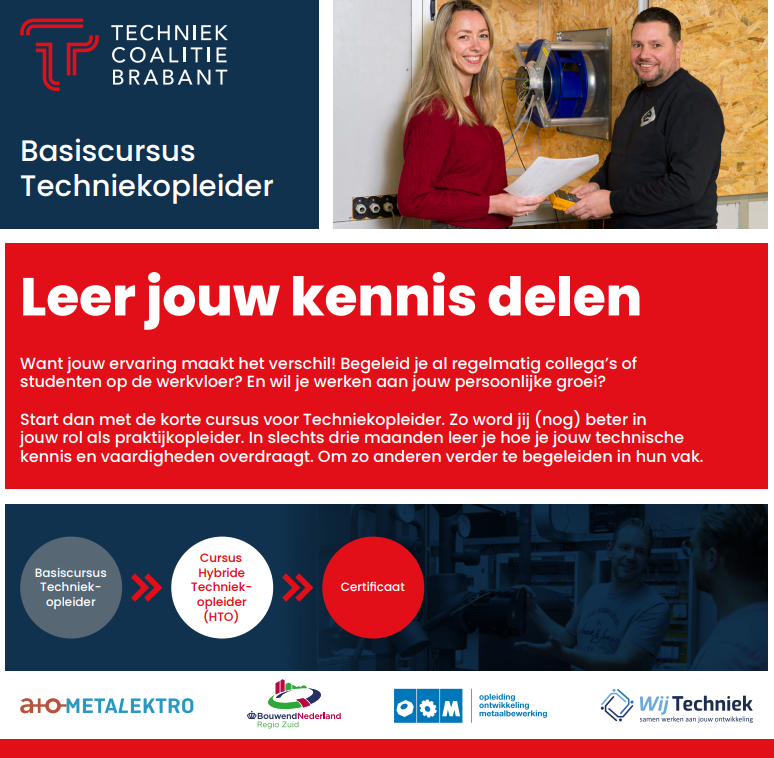 TECHNIEK
COALITIE
BRABANT
Basiscursus
Techniekopleider
Leer jouw kennis delen
Want jouw ervaring maakt het verschil! Begeleid je al regelmatig collega's of
studenten op de werkvloer? En wil je werken aan jouw persoonlijke groei?
Start dan met de korte cursus voor Techniekopleider. Zo word jij (nog) beter in
jouw rol als praktijkopleider. In slechts drie maanden leer je hoe je jouw technische
kennis en vaardigheden overdraagt. Om zo anderen verder te begeleiden in hun vak.
Basiscursus
Techniek-
opleider
Cursus
Hybride
Techniek-
opleider
(HTO)
Certificaat
a+o-METALEKTRO
BouwendNederland
Regio Zuid
OOM
opleiding
ontwikkeling
metaalbewerking
WijTechniek
samen werken aan jouw ontwikkeling